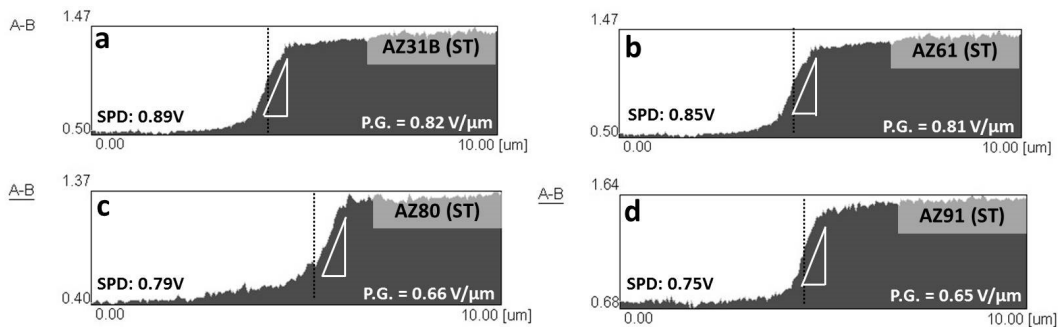 A-B
1.47
a
AZ31B (ST)
SPD: 0.89V
P.G. = 0.82 V/µm
0.50
0.00
10.00 [um]
1.47
b
AZ61 (ST)
SPD: 0.85V
P.G. = 0.81 V/µm
0.50
0.00
10.00 [um]
A-B
1.37
c
AZ80 (ST)
SPD: 0.79V
P.G. = 0.66 V/µm
0.40
0.00
10.00 [um]
A-B
1.64
d
AZ91 (ST)
SPD: 0.75V
P.G. = 0.65 V/µm
0.68
0.00
10.00 [um]